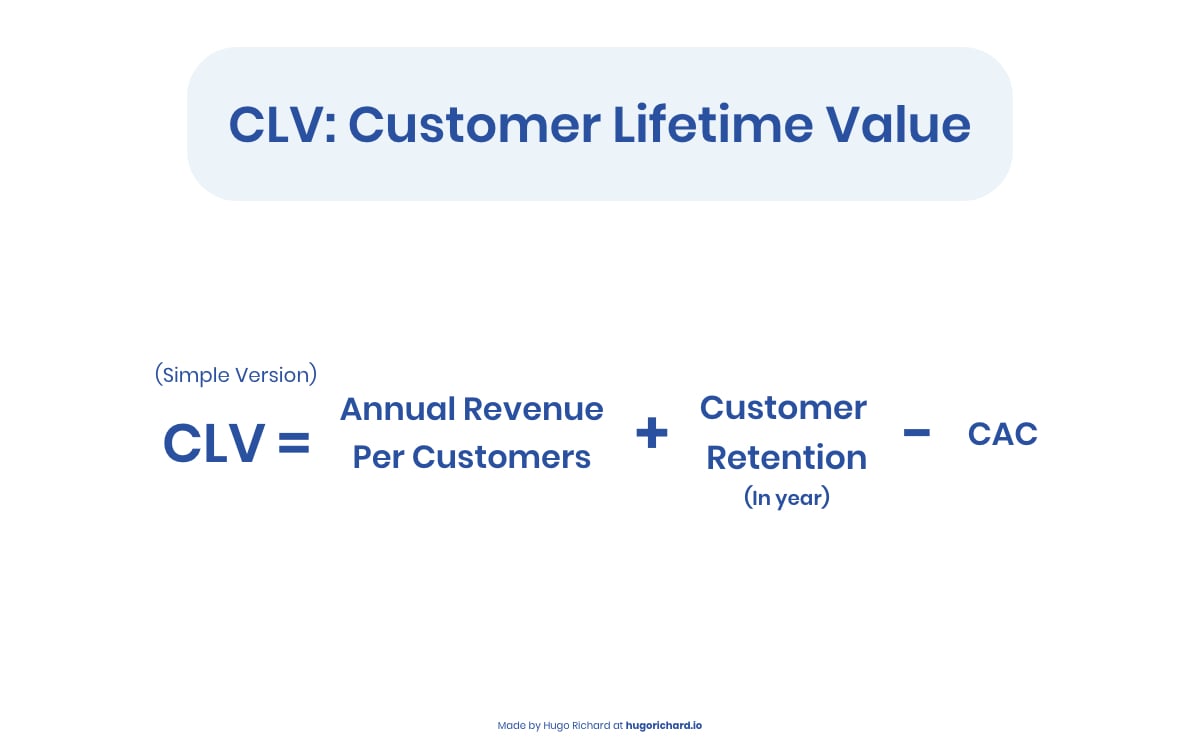 CLV: Customer Lifetime Value
(Simple Version)
CLV = Annual Revenue Per Customers + Customer Retention (In year) - CAC
Made by Hugo Richard at hugorichard.io